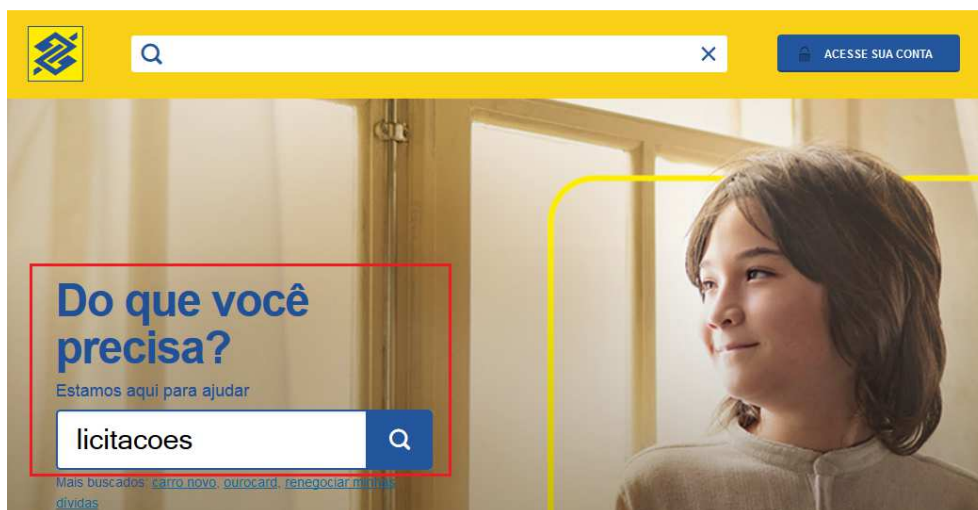 ACESSE SUA CONTA
Do que você
precisa?
Estamos aqui para ajudar
licitacoes
Mais buscados: carro novo, ourocard, renegociar minhas
dívidas